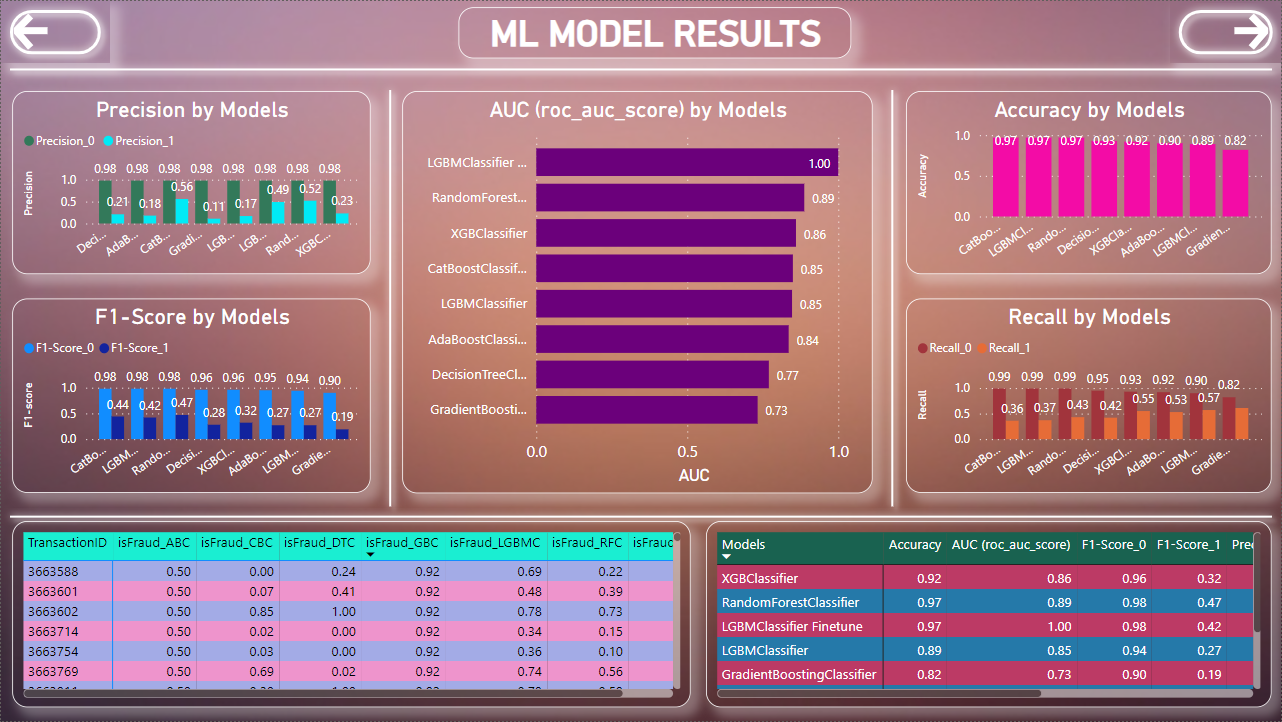 ML MODEL RESULTS
Precision by Models
Precision_0 Precision_1
Precision
1.0
0.5
0.0
0.98 0.98 0.98 0.98 0.98 0.98 0.98 0.98
0.21 0.18 0.56 0.11 0.17 0.49 0.52 0.23
Deci... AdaB... CatB... Gradi... LGB... LGB... Rand... XGBC...
F1-Score by Models
F1-Score_0 F1-Score_1
F1-score
1.0
0.5
0.0
0.98 0.98 0.98 0.96 0.96 0.95 0.94 0.90
0.44 0.42 0.47 0.28 0.32 0.27 0.27 0.19
CatBo... LGBM... Rando... Decisi... XGBCl... AdaBo... LGBM... Gradie...
AUC (roc_auc_score) by Models
LGBMClassifier ... 1.00
RandomForest... 0.89
XGBClassifier 0.86
CatBoostClassif... 0.85
LGBMClassifier 0.85
AdaBoostClassi... 0.84
DecisionTreeCl... 0.77
GradientBoosti... 0.73
0.0 0.5 1.0
AUC
Accuracy by Models
Accuracy
1.0
0.5
0.0
0.97 0.97 0.97 0.93 0.92 0.90 0.89 0.82
CatBoo... LGBMCl... Rando... Decisio... XGBCla... AdaBoo... LGBMCl... Gradien...
Recall by Models
Recall_0 Recall_1
Recall
1.0
0.5
0.0
0.99 0.99 0.99 0.95 0.93 0.92 0.90 0.82
0.36 0.37 0.43 0.42 0.55 0.53 0.57
CatBo... LGBM... Rando... Decisi... XGBCl... AdaBo... LGBM... Gradie...
TransactionID isFraud_ABC isFraud_CBC isFraud_DTC isFraud_GBC isFraud_LGBMC isFraud_RFC
3663588 0.50 0.00 0.24 0.92 0.69 0.22
3663601 0.50 0.07 0.41 0.92 0.48 0.39
3663602 0.50 0.85 1.00 0.92 0.78 0.73
3663714 0.50 0.02 0.00 0.92 0.34 0.15
3663754 0.50 0.03 0.00 0.92 0.36 0.10
3663769 0.50 0.69 0.02 0.92 0.74 0.56
Models Accuracy AUC (roc_auc_score) F1-Score_0 F1-Score_1
XGBClassifier 0.92 0.86 0.96 0.32
RandomForestClassifier 0.97 0.89 0.98 0.47
LGBMClassifier Finetune 0.97 1.00 0.98 0.42
LGBMClassifier 0.89 0.85 0.94 0.27
GradientBoostingClassifier 0.82 0.73 0.90 0.19